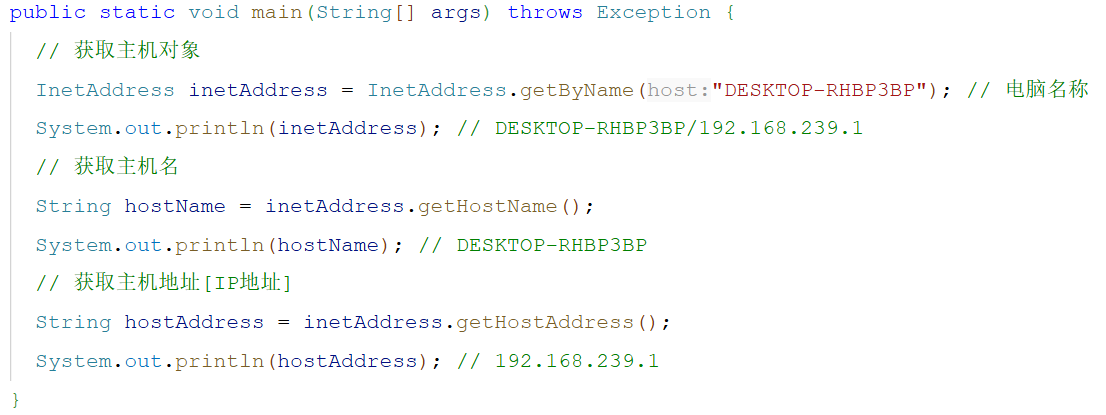 public static void main(String[] args) throws Exception {
// 获取主机对象
InetAddress inetAddress = InetAddress.getByName( host: "DESKTOP-RHBP3BP"); // 电脑名称
System.out.println(inetAddress); // DESKTOP-RHBP3BP/192.168.239.1
// 获取主机名
String hostName = inetAddress.getHostName();
System.out.println(hostName); // DESKTOP-RHBP3BP
// 获取主机地址[IP地址]
String hostAddress = inetAddress.getHostAddress();
System.out.println(hostAddress); // 192.168.239.1
}